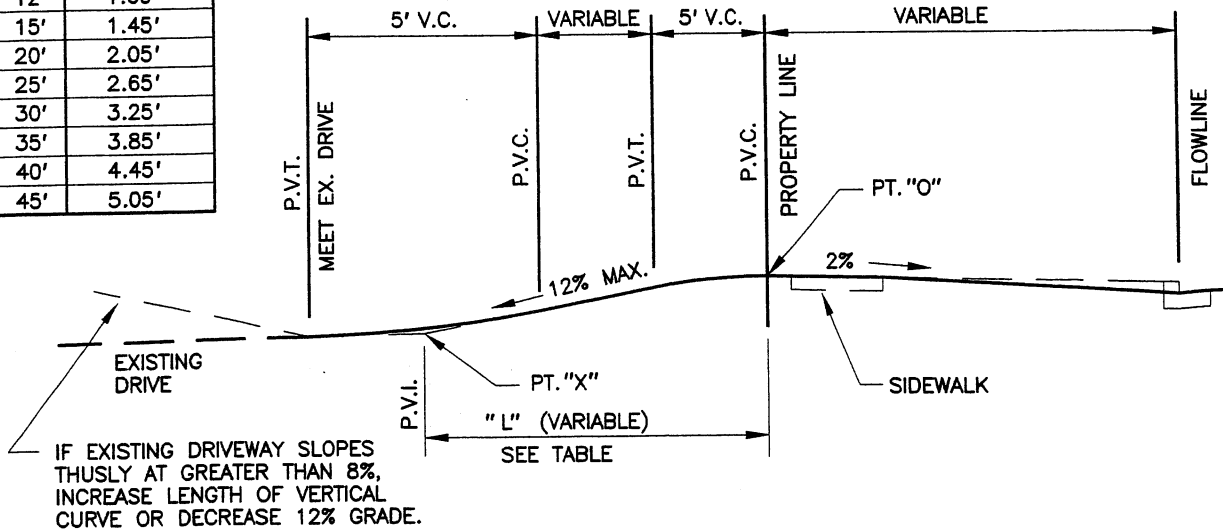 15' 1.45'
20' 2.05'
25' 2.65'
30' 3.25'
35' 3.85'
40' 4.45'
45' 5.05'
5' V.C.
VARIABLE
5' V.C.
VARIABLE
P.V.T.
MEET EX. DRIVE
P.V.C.
P.V.T.
P.V.C.
PROPERTY LINE
FLOWLINE
PT. "O"
12% MAX.
2%
EXISTING
DRIVE
P.V.I.
PT. "X"
SIDEWALK
"L" (VARIABLE)
SEE TABLE
IF EXISTING DRIVEWAY SLOPES
THUSLY AT GREATER THAN 8%,
INCREASE LENGTH OF VERTICAL
CURVE OR DECREASE 12% GRADE.